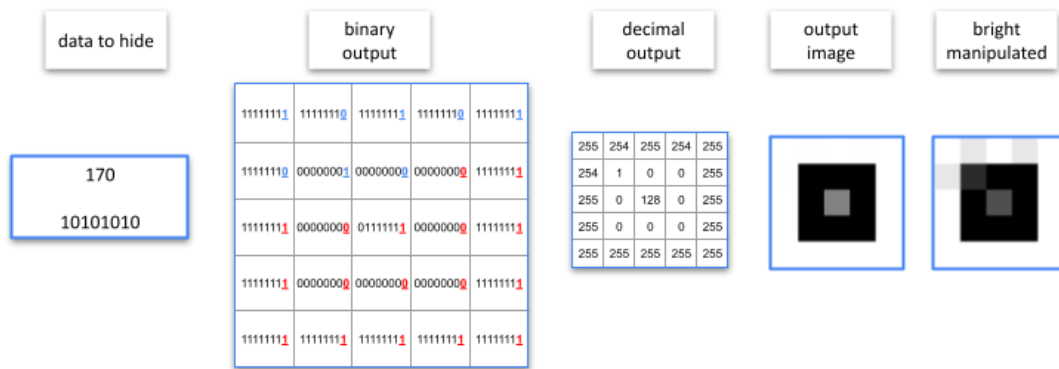 data to hide
binary
output
decimal
output
output
image
bright
manipulated
170
10101010
11111111 11111110 11111111 11111110 11111111
11111110 00000001 00000000 00000000 11111111
11111111 00000000 01111111 00000000 11111111
11111111 00000000 00000000 00000000 11111111
11111111 11111111 11111111 11111111 11111111
255 254 255 254 255
254 1 0 0 255
255 0 128 0 255
255 0 0 0 255
255 255 255 255 255